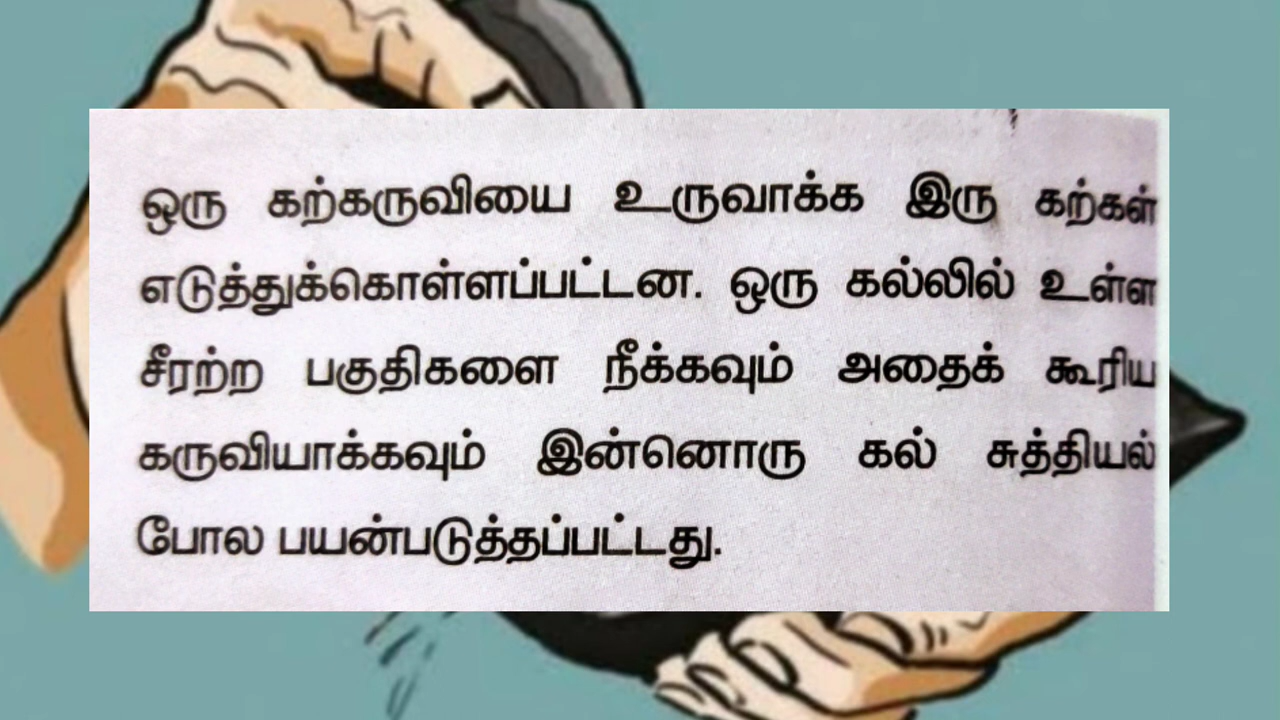 ஒரு கற்கருவியை உருவாக்க இரு கற்கள்
எடுத்துக்கொள்ளப்பட்டன. ஒரு கல்லில் உள்ள
சீரற்ற பகுதிகளை நீக்கவும் அதைக் கூரிய
கருவியாக்கவும் இன்னொரு கல் சுத்தியல்
போல பயன்படுத்தப்பட்டது.